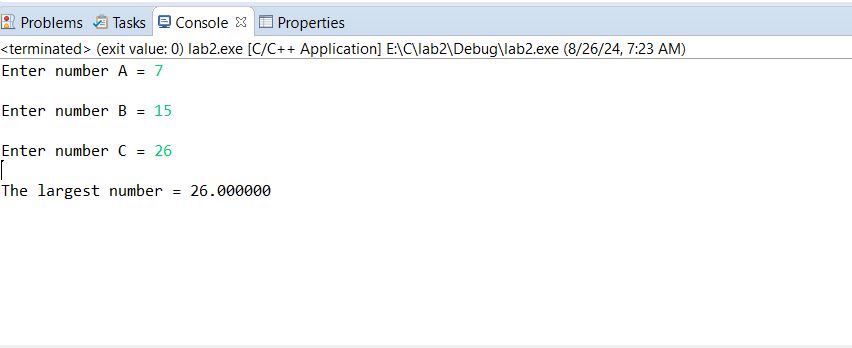 Problems Tasks Console Properties
<terminated> (exit value: 0) lab2.exe [C/C++ Application] E:\C\lab2\Debug\lab2.exe (8/26/24, 7:23 AM)
Enter number A = 7
Enter number B = 15
Enter number C = 26
The largest number = 26.000000